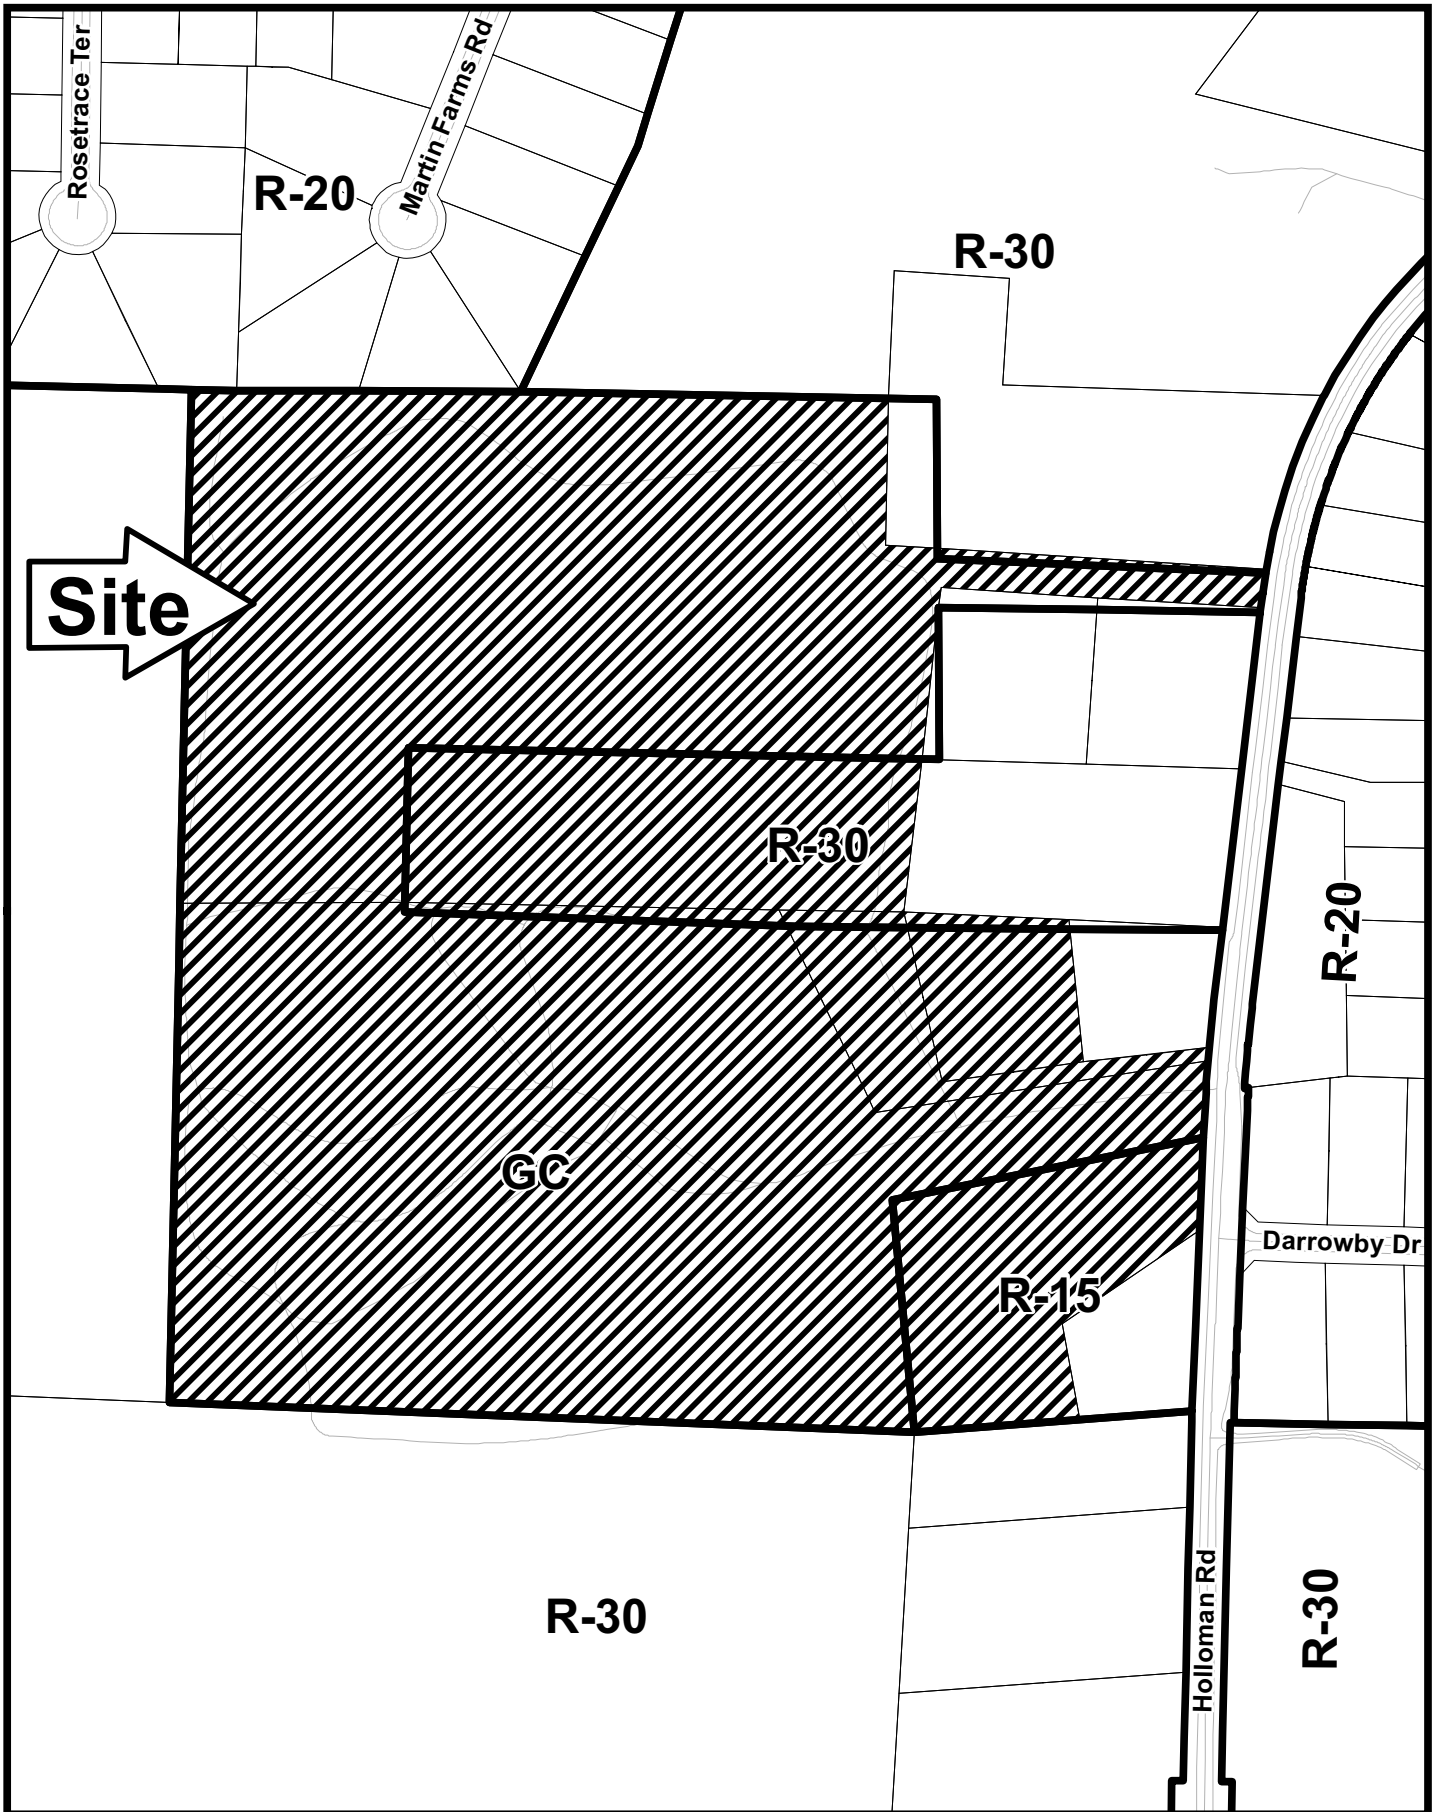 Rosetrace Ter
Martin Farms Rd
R-20
R-30
Site
R-30
R-20
GC
Darrowby Dr
R-15
Holloman Rd
R-30
R-30